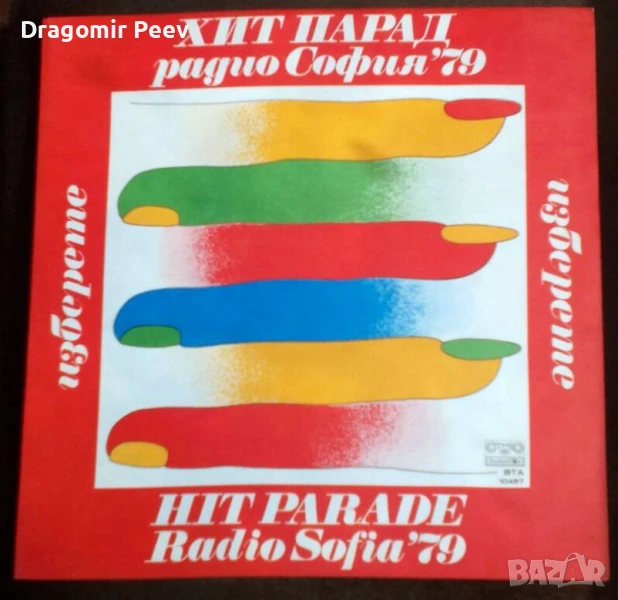 Dragomir Peev
ХИТ ПАРАД
радио София'79
изберете
изберете
ВТА
10487
HIT PARADE
Radio Sofia'79
BAZAR